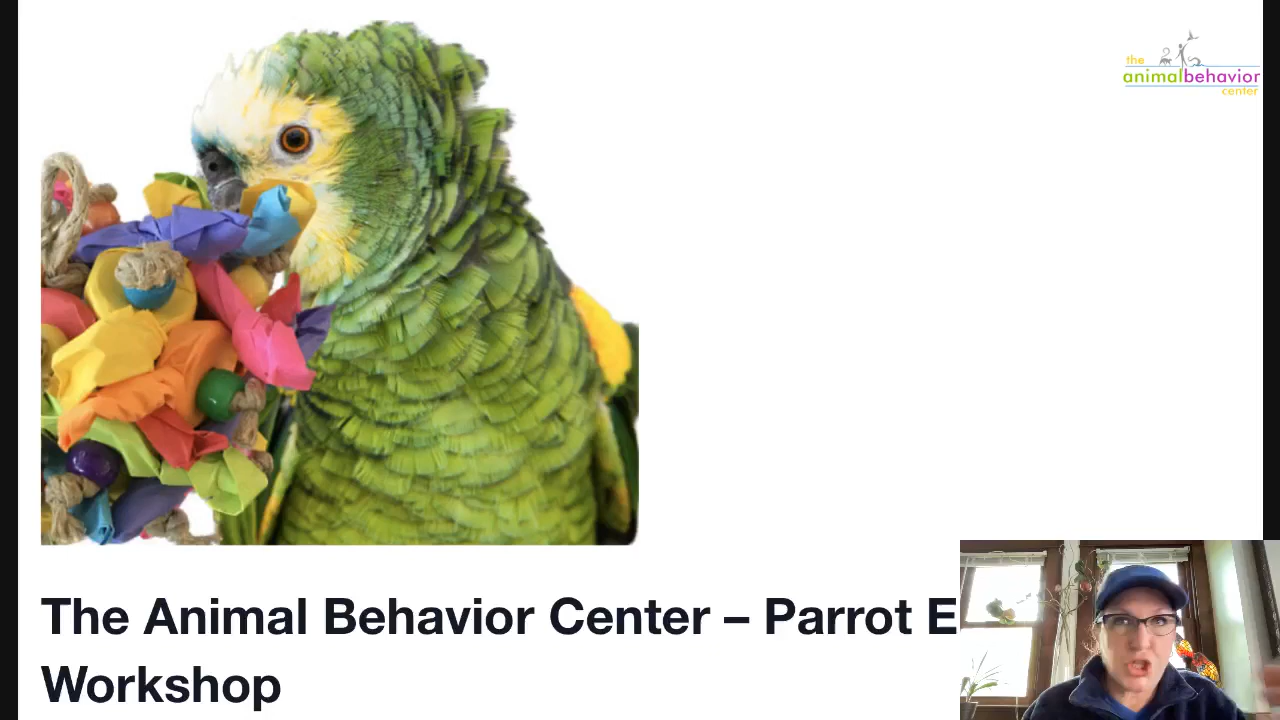 the
animalbehavior
center
The Animal Behavior Center – Parrot E
Workshop